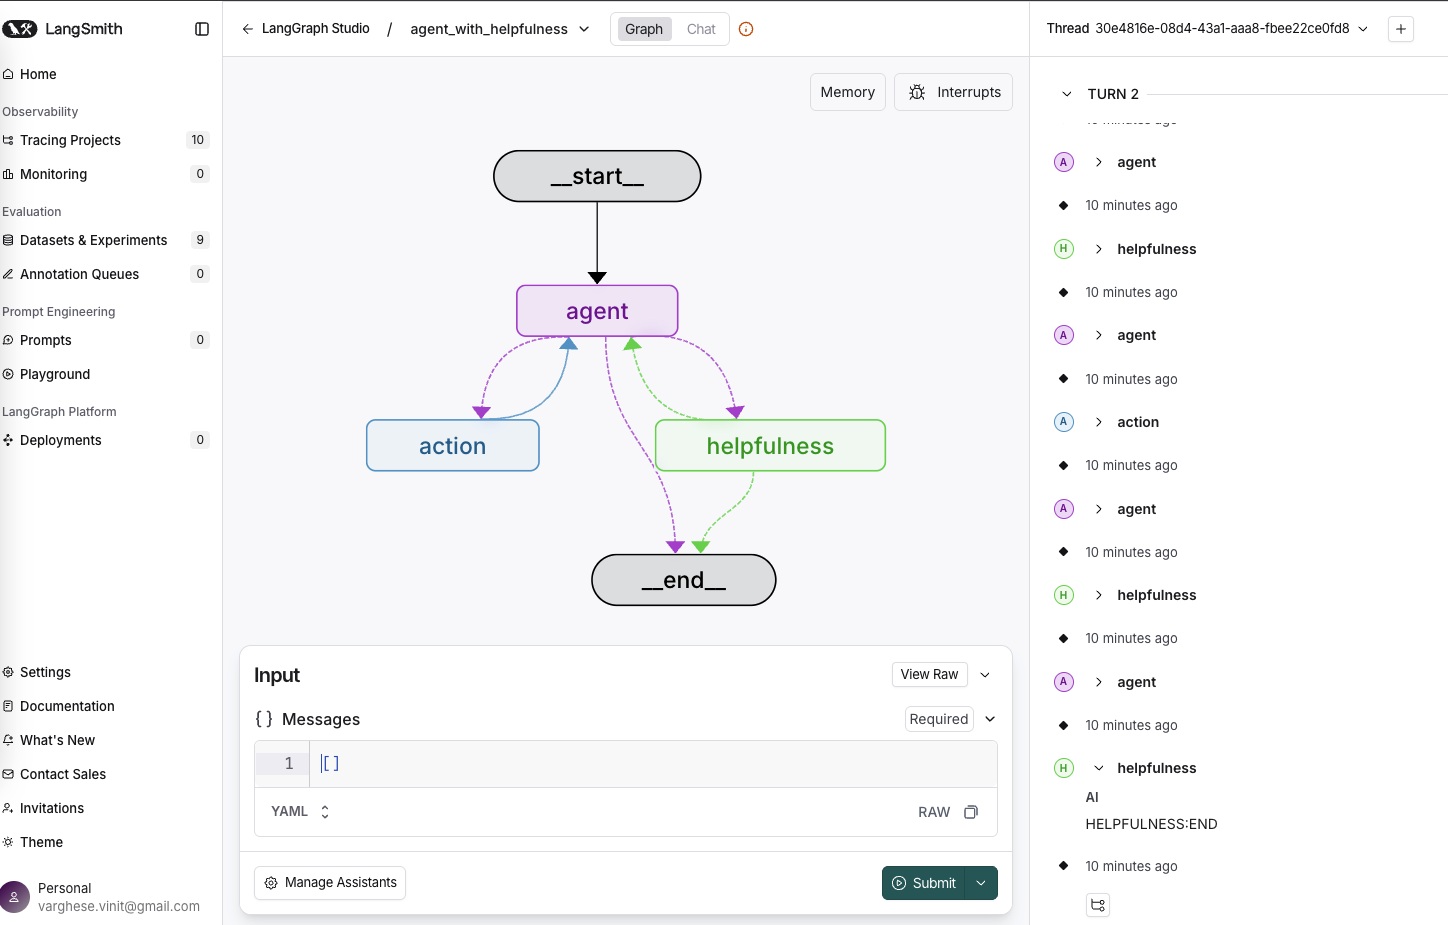 LangSmith
Home
Observability
Tracing Projects 10
Monitoring 0
Evaluation
Datasets & Experiments 9
Annotation Queues 0
Prompt Engineering
Prompts 0
Playground
LangGraph Platform
Deployments 0
Settings
Documentation
What's New
Contact Sales
Invitations
Theme
Personal
varghese.vinit@gmail.com
LangGraph Studio / agent_with_helpfulness Graph Chat
Memory Interrupts
__start__
agent
action helpfulness
__end__
Input View Raw
{} Messages Required
1 []
YAML RAW
Manage Assistants Submit
Thread 30e4816e-08d4-43a1-aaa8-fbee22ce0fd8
TURN 2
10 minutes ago
A agent
10 minutes ago
H helpfulness
10 minutes ago
A agent
10 minutes ago
A action
10 minutes ago
A agent
10 minutes ago
H helpfulness
10 minutes ago
A agent
10 minutes ago
H helpfulness
AI
HELPFULNESS:END
10 minutes ago